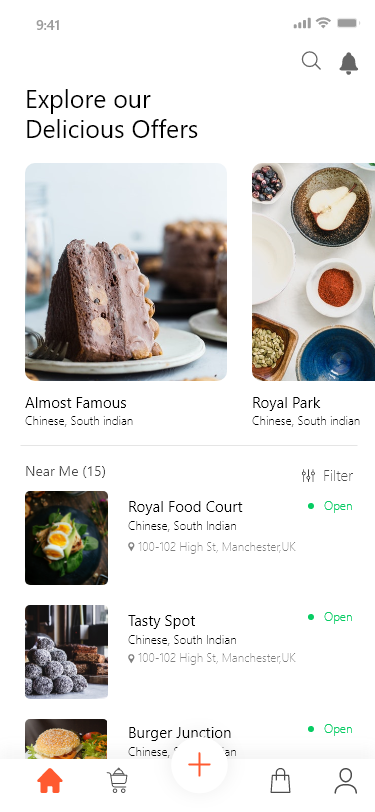 9:41
Explore our
Delicious Offers
Almost Famous
Chinese, South indian
Royal Park
Chinese, South indian
Near Me (15)
Filter
Royal Food Court
Open
Chinese, South Indian
100-102 High St, Manchester,UK
Tasty Spot
Open
Chinese, South Indian
100-102 High St, Manchester,UK
Burger Junction
Open
Chinese,